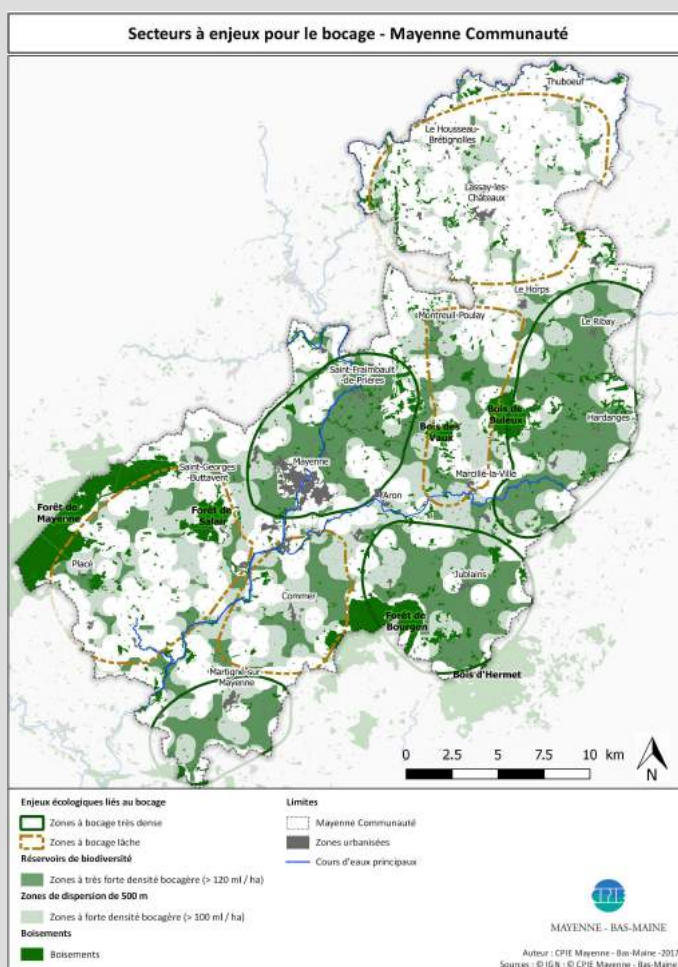 Secteurs à enjeux pour le bocage - Mayenne Communauté
Thuboeuf
Le Housseau-
Brétignolles
Lassay-les-
Châteaux
Le Horps
Montreuil-Poulay
Le Ribay
Saint-Fraimbault
-de-Prières
Bois de
Buleux
Hardanges
Bois des
Vaux
Mayenne
Marcillé-la-Ville
Saint-Georges
-Buttavent
Aron
Forêt de
Mayenne
Forêt de
Salair
Placé
Jublains
Commer
Forêt de
Bourgon
Bois d'Hermet
Martigné-sur-
Mayenne
0 2.5 5 7.5 10 km
N
Enjeux écologiques liés au bocage
Zones à bocage très dense
Zones à bocage lâche
Réservoirs de biodiversité
Zones à très forte densité bocagère (> 120 ml / ha)
Zones de dispersion de 500 m
Zones à forte densité bocagère (> 100 ml / ha)
Boisements
Boisements
Limites
Mayenne Communauté
Zones urbanisées
Cours d'eaux principaux
CPIE
MAYENNE - BAS-MAINE
Auteur : CPIE Mayenne - Bas-Maine -2017
Sources : © IGN ; © CPIE Mayenne - Bas-Maine